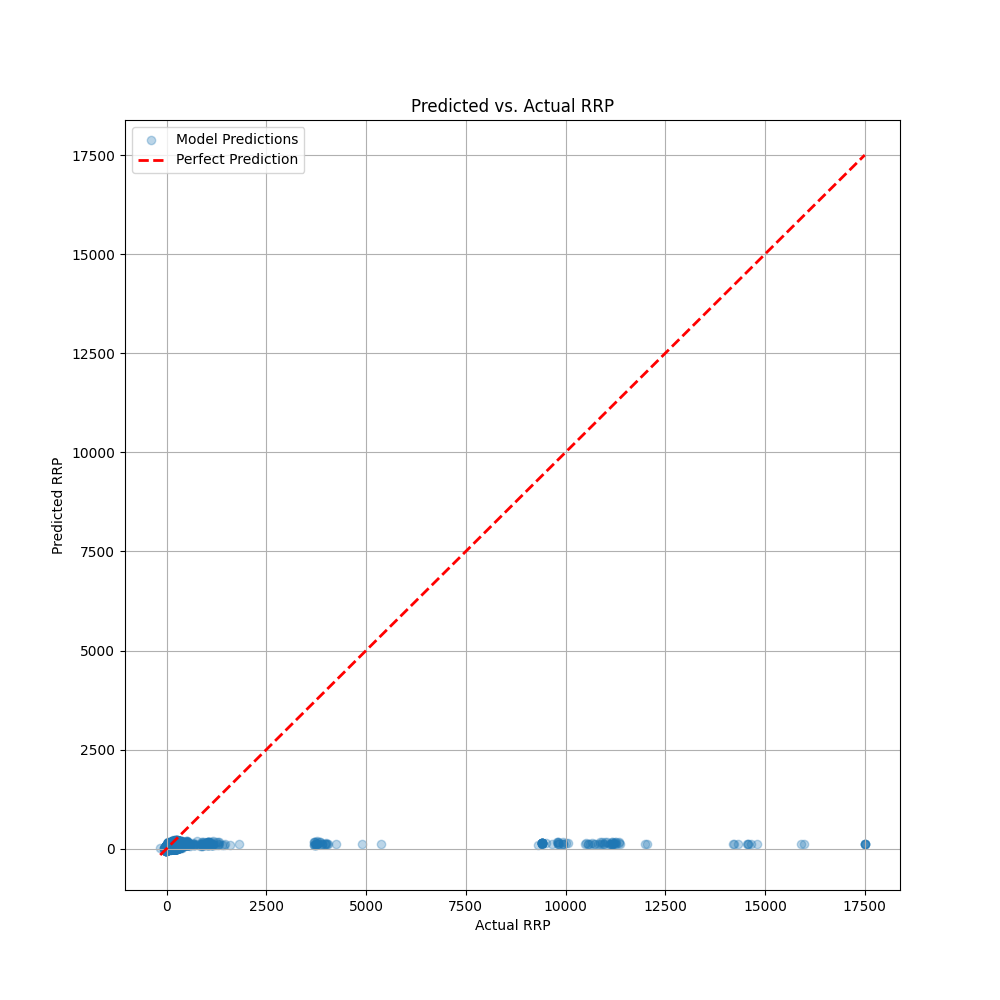 Predicted vs. Actual RRP
Model Predictions
Perfect Prediction
17500
15000
12500
10000
7500
5000
2500
0
Predicted RRP
0 2500 5000 7500 10000 12500 15000 17500
Actual RRP